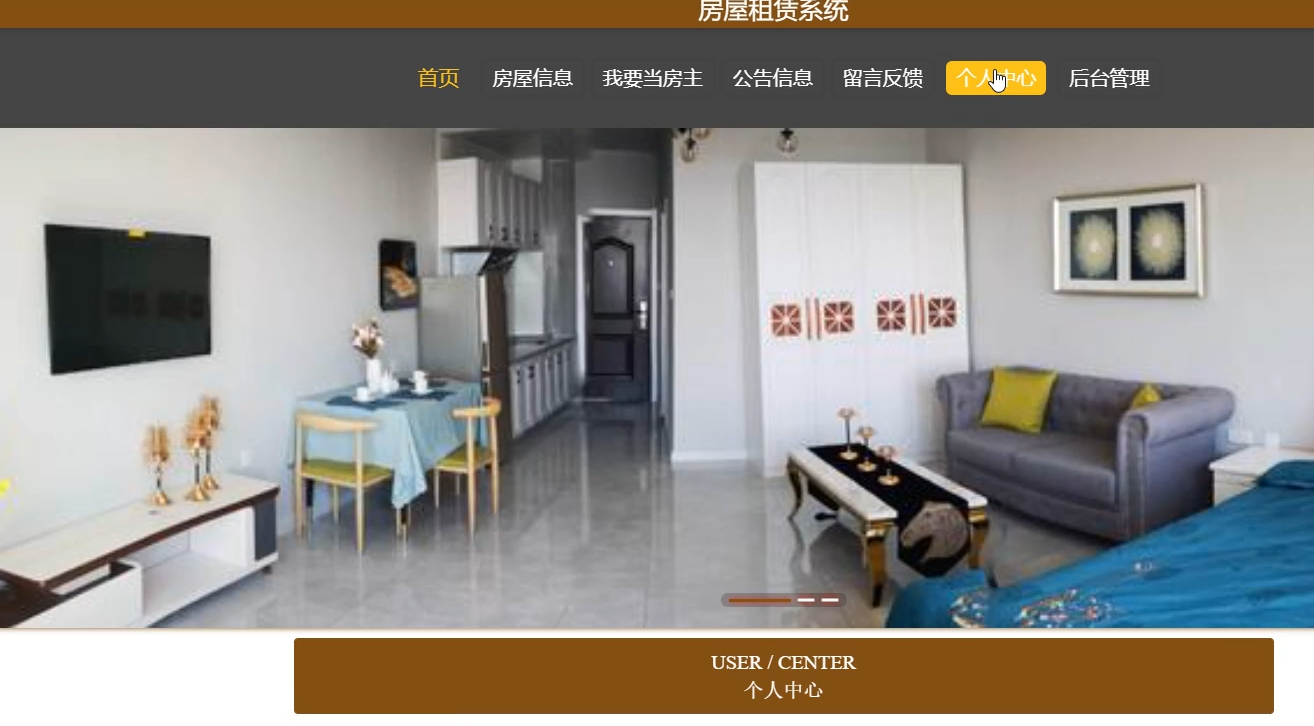 房屋租赁系统
首页 房屋信息 我要当房主 公告信息 留言反馈 个人中心 后台管理
USER / CENTER
个人中心